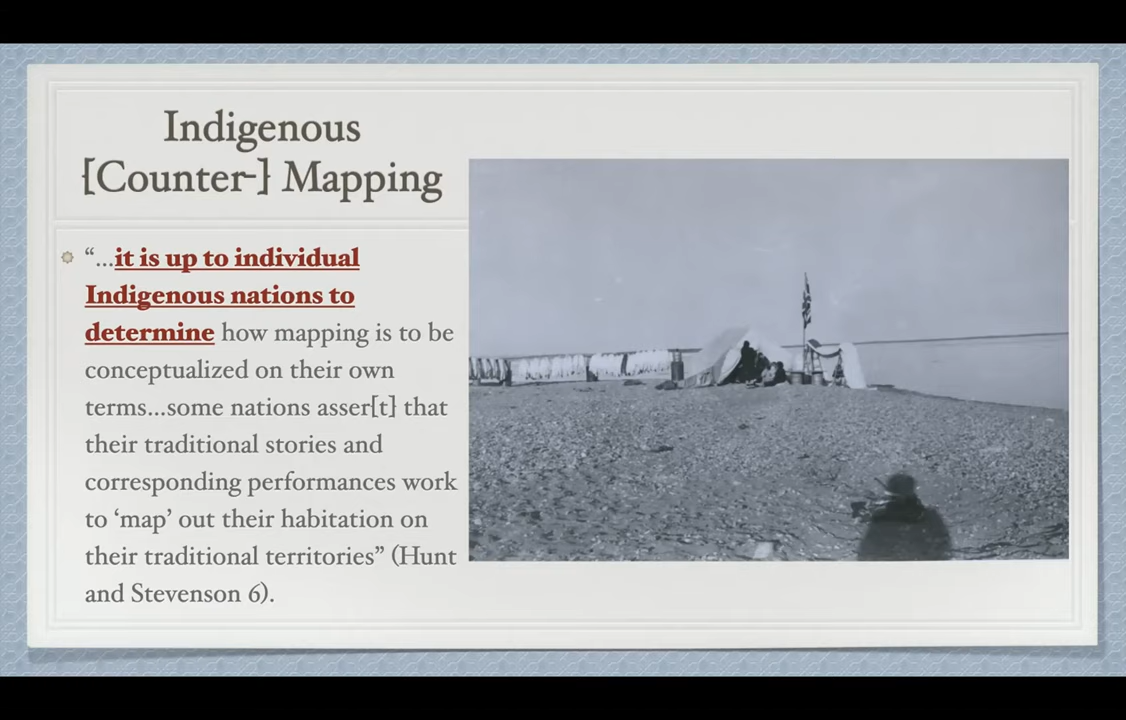 Indigenous
[Counter-] Mapping
“...it is up to individual
Indigenous nations to
determine how mapping is to be
conceptualized on their own
terms...some nations asser[t] that
their traditional stories and
corresponding performances work
to ‘map’ out their habitation on
their traditional territories” (Hunt
and Stevenson 6).